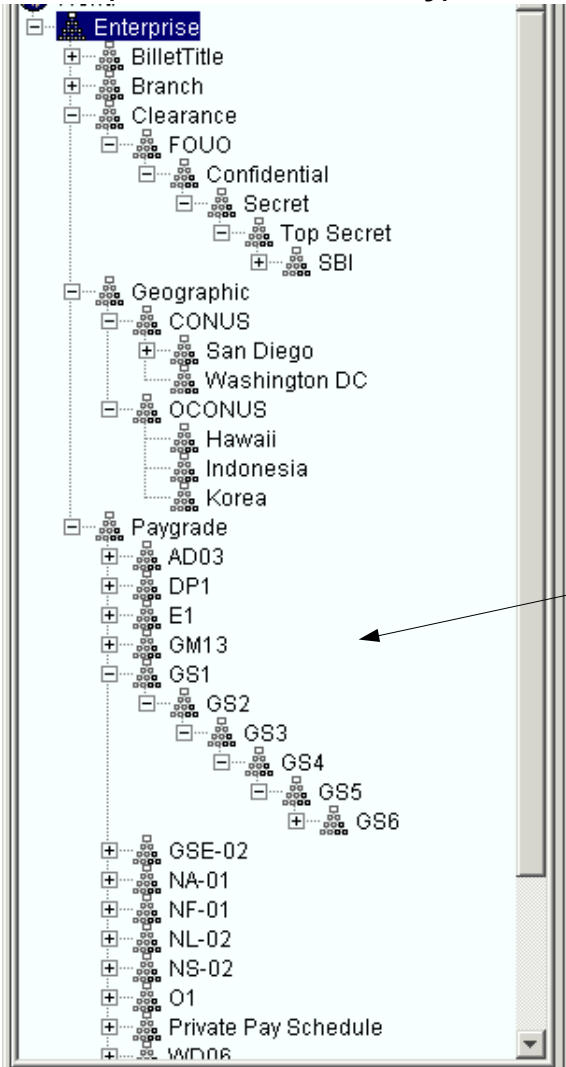 Enterprise
BilletTitle
Branch
Clearance
FOUO
Confidential
Secret
Top Secret
SBI
Geographic
CONUS
San Diego
Washington DC
OCONUS
Hawaii
Indonesia
Korea
Paygrade
AD03
DP1
E1
GM13
GS1
GS2
GS3
GS4
GS5
GS6
GSE-02
NA-01
NF-01
NL-02
NS-02
O1
Private Pay Schedule
WD06